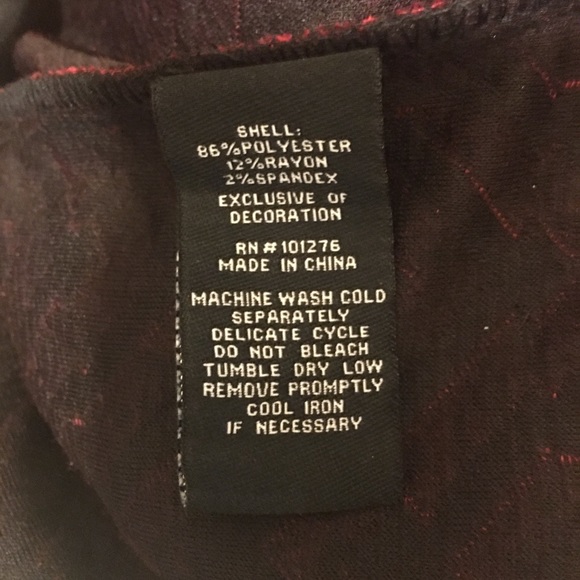 SHELL:
86%POLYESTER
12%RAYON
2%SPANDEX
EXCLUSIVE OF
DECORATION
RN#101276
MADE IN CHINA
MACHINE WASH COLD
SEPARATELY
DELICATE CYCLE
DO NOT BLEACH
TUMBLE DRY LOW
REMOVE PROMPTLY
COOL IRON
IF NECESSARY